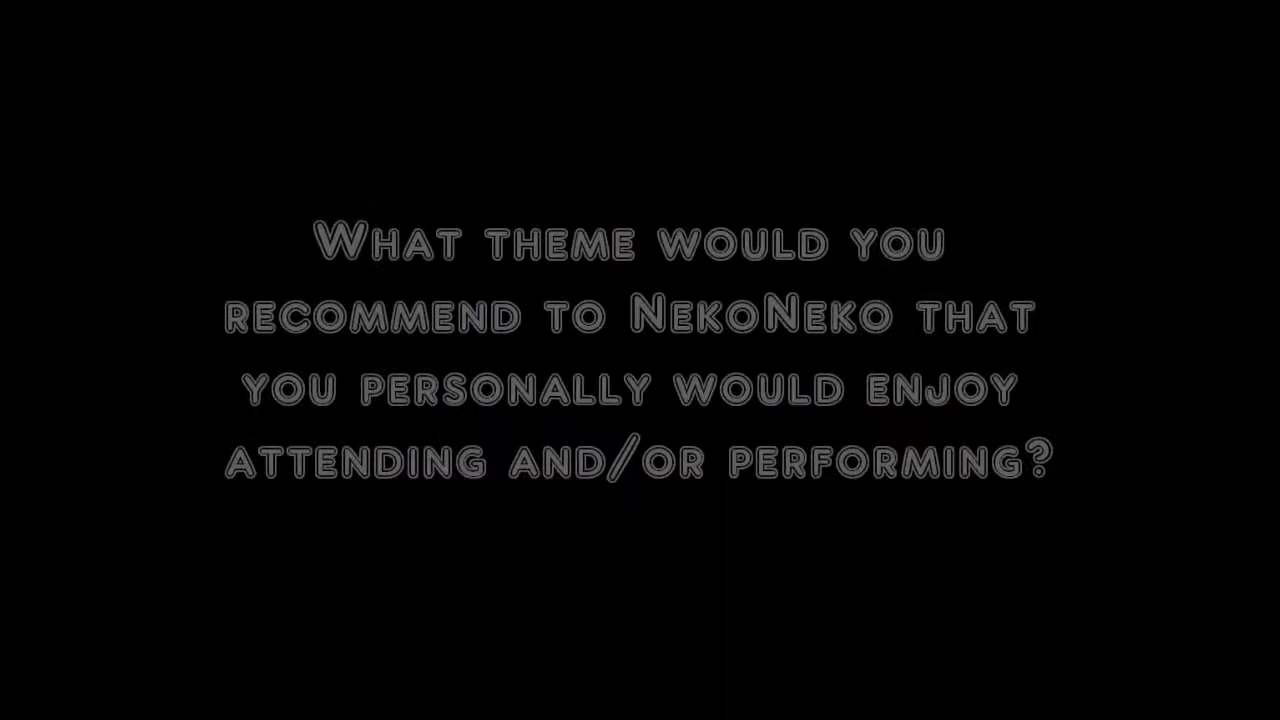 What theme would you
recommend to NekoNeko that
you personally would enjoy
attending and/or performing?